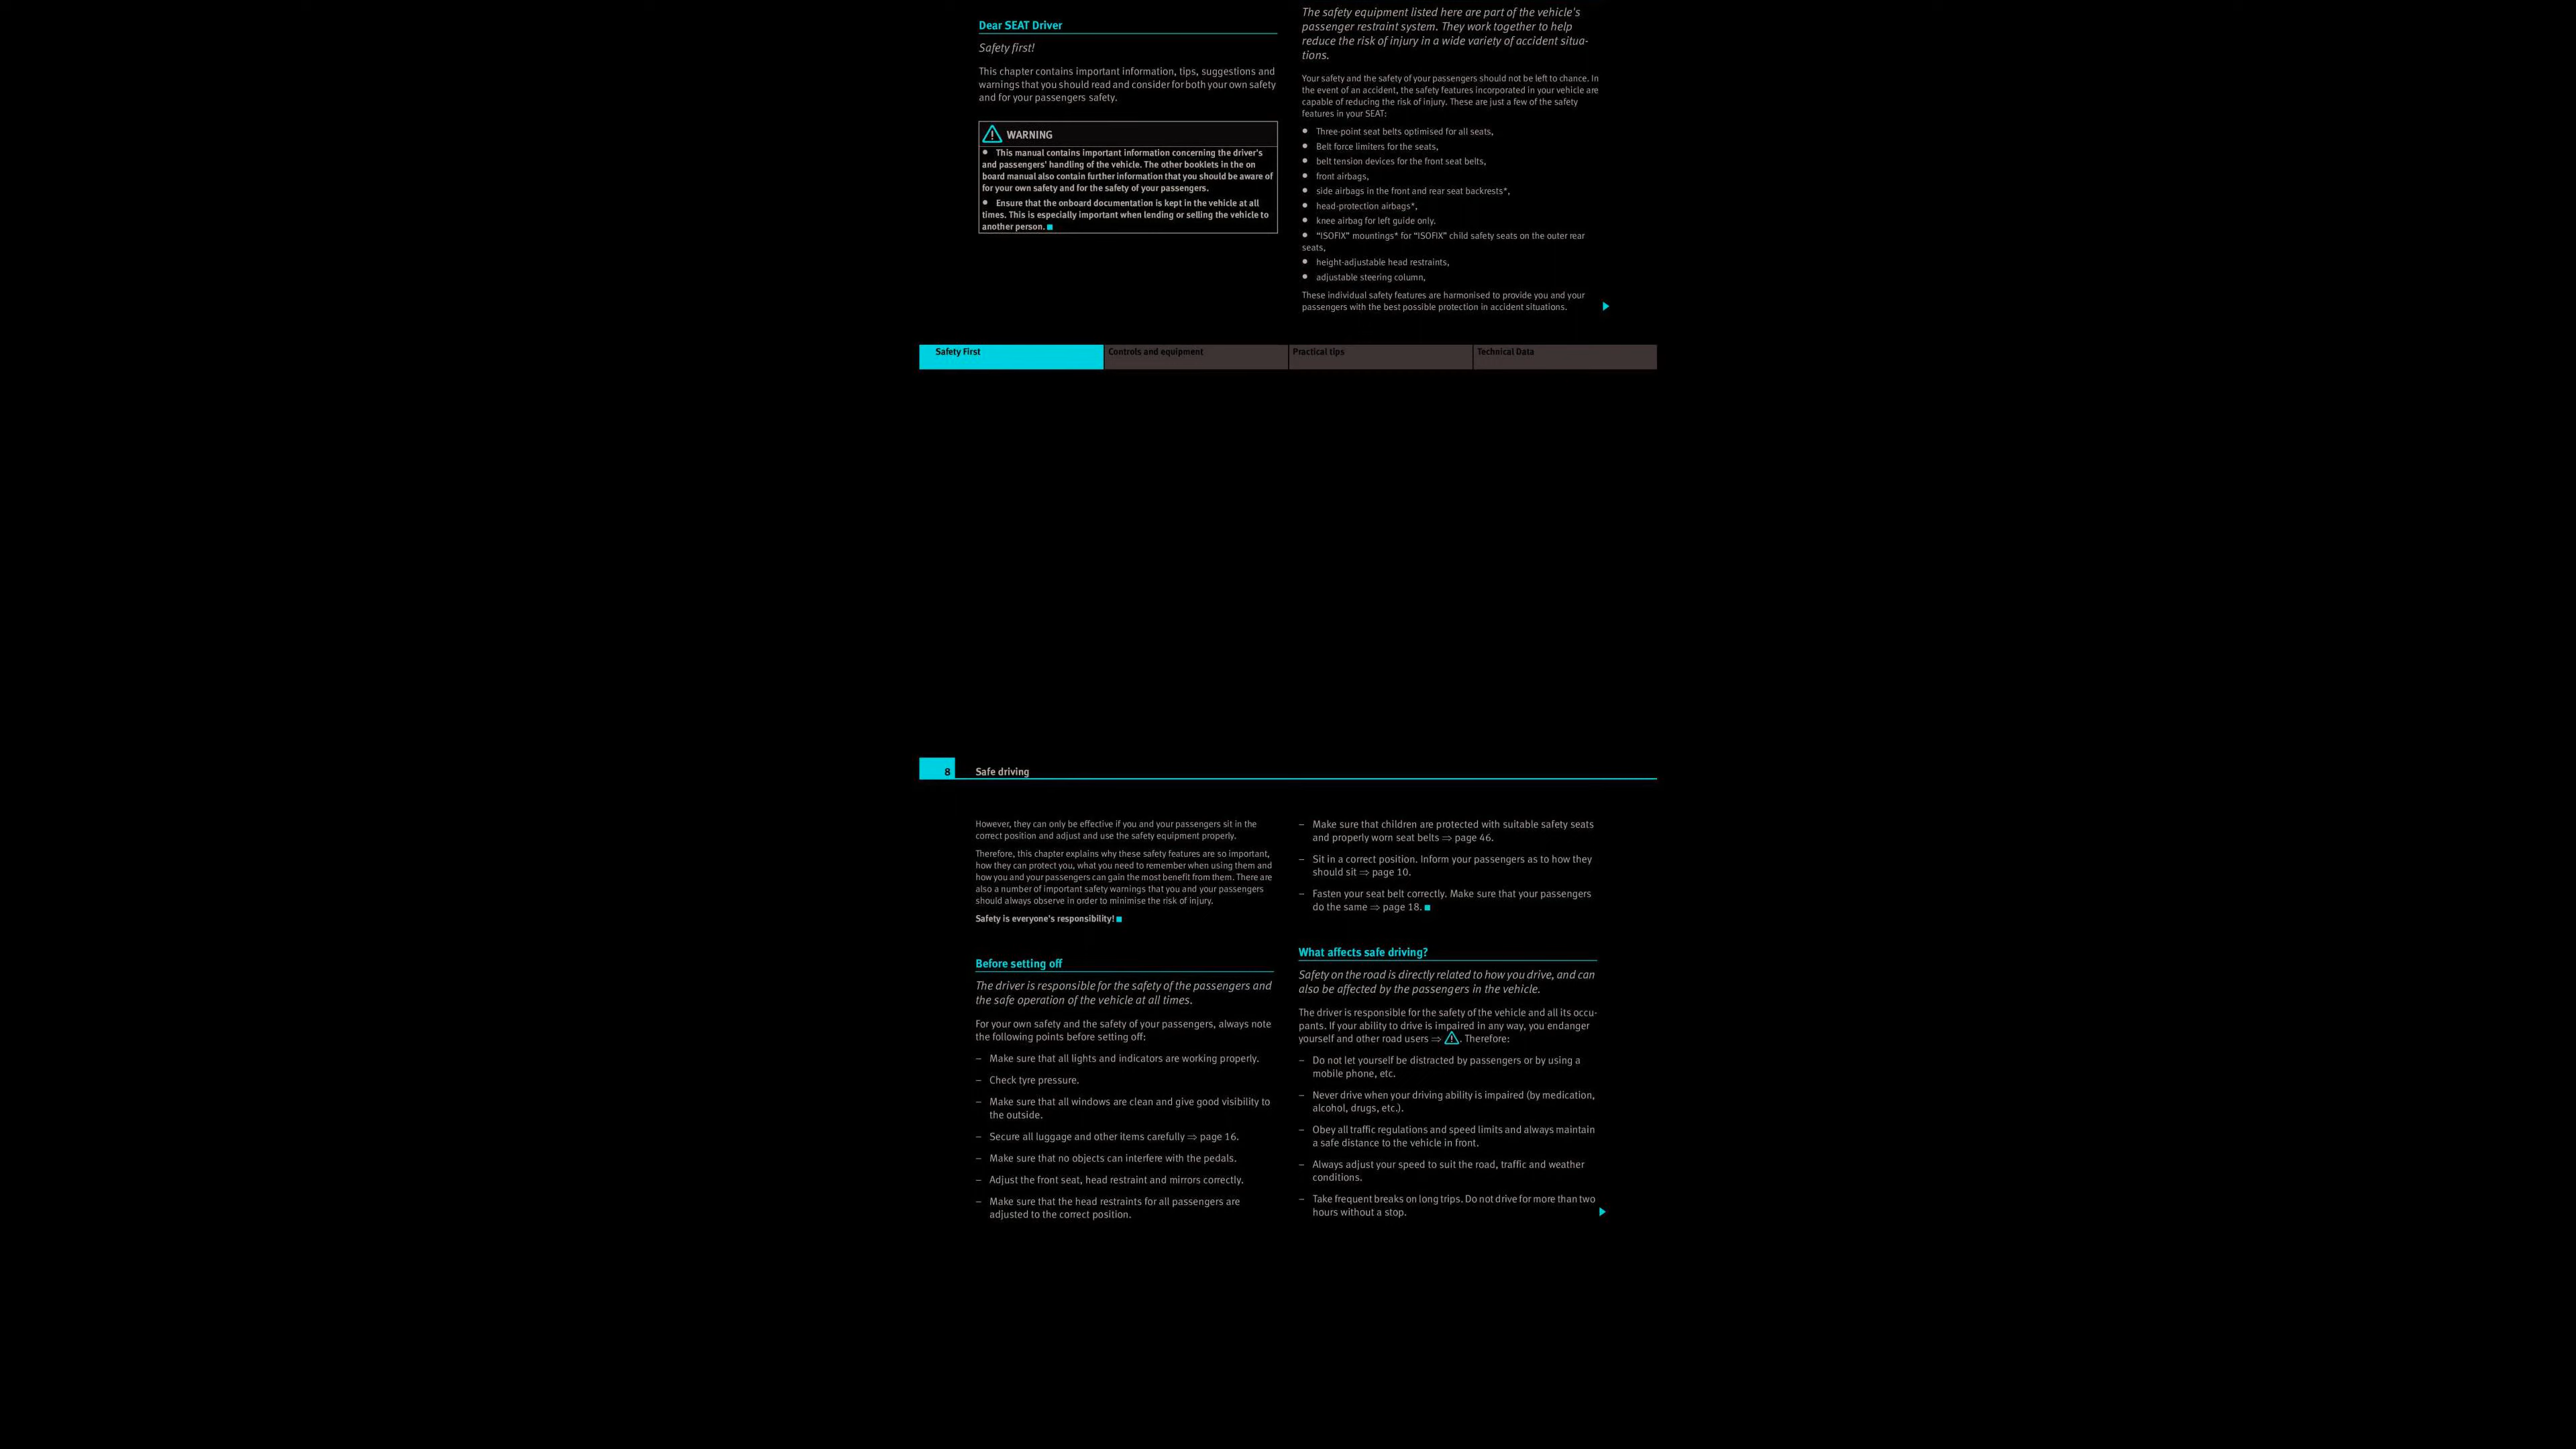 Dear SEAT Driver
Safety first!
This chapter contains important information, tips, suggestions and
warnings that you should read and consider for both your own safety
and for your passengers safety.
WARNING
• This manual contains important information concerning the driver's
and passengers' handling of the vehicle. The other booklets in the on
board manual also contain further information that you should be aware of
for your own safety and for the safety of your passengers.
• Ensure that the onboard documentation is kept in the vehicle at all
times. This is especially important when lending or selling the vehicle to
another person.
The safety equipment listed here are part of the vehicle's
passenger restraint system. They work together to help
reduce the risk of injury in a wide variety of accident situa-
tions.
Your safety and the safety of your passengers should not be left to chance. In
the event of an accident, the safety features incorporated in your vehicle are
capable of reducing the risk of injury. These are just a few of the safety
features in your SEAT:
• Three-point seat belts optimised for all seats,
• Belt force limiters for the seats,
• belt tension devices for the front seat belts,
• front airbags,
• side airbags in the front and rear seat backrests*,
• head-protection airbags*,
• knee airbag for left guide only.
• “ISOFIX” mountings* for “ISOFIX” child safety seats on the outer rear
seats,
• height-adjustable head restraints,
• adjustable steering column,
These individual safety features are harmonised to provide you and your
passengers with the best possible protection in accident situations.
Safety First
Controls and equipment
Practical tips
Technical Data
8 Safe driving
However, they can only be effective if you and your passengers sit in the
correct position and adjust and use the safety equipment properly.
Therefore, this chapter explains why these safety features are so important,
how they can protect you, what you need to remember when using them and
how you and your passengers can gain the most benefit from them. There are
also a number of important safety warnings that you and your passengers
should always observe in order to minimise the risk of injury.
Safety is everyone's responsibility!
Before setting off
The driver is responsible for the safety of the passengers and
the safe operation of the vehicle at all times.
For your own safety and the safety of your passengers, always note
the following points before setting off:
– Make sure that all lights and indicators are working properly.
– Check tyre pressure.
– Make sure that all windows are clean and give good visibility to
the outside.
– Secure all luggage and other items carefully ⇒ page 16.
– Make sure that no objects can interfere with the pedals.
– Adjust the front seat, head restraint and mirrors correctly.
– Make sure that the head restraints for all passengers are
adjusted to the correct position.
– Make sure that children are protected with suitable safety seats
and properly worn seat belts ⇒ page 46.
– Sit in a correct position. Inform your passengers as to how they
should sit ⇒ page 10.
– Fasten your seat belt correctly. Make sure that your passengers
do the same ⇒ page 18.
What affects safe driving?
Safety on the road is directly related to how you drive, and can
also be affected by the passengers in the vehicle.
The driver is responsible for the safety of the vehicle and all its occu-
pants. If your ability to drive is impaired in any way, you endanger
yourself and other road users ⇒ ⚠. Therefore:
– Do not let yourself be distracted by passengers or by using a
mobile phone, etc.
– Never drive when your driving ability is impaired (by medication,
alcohol, drugs, etc.).
– Obey all traffic regulations and speed limits and always maintain
a safe distance to the vehicle in front.
– Always adjust your speed to suit the road, traffic and weather
conditions.
– Take frequent breaks on long trips. Do not drive for more than two
hours without a stop.